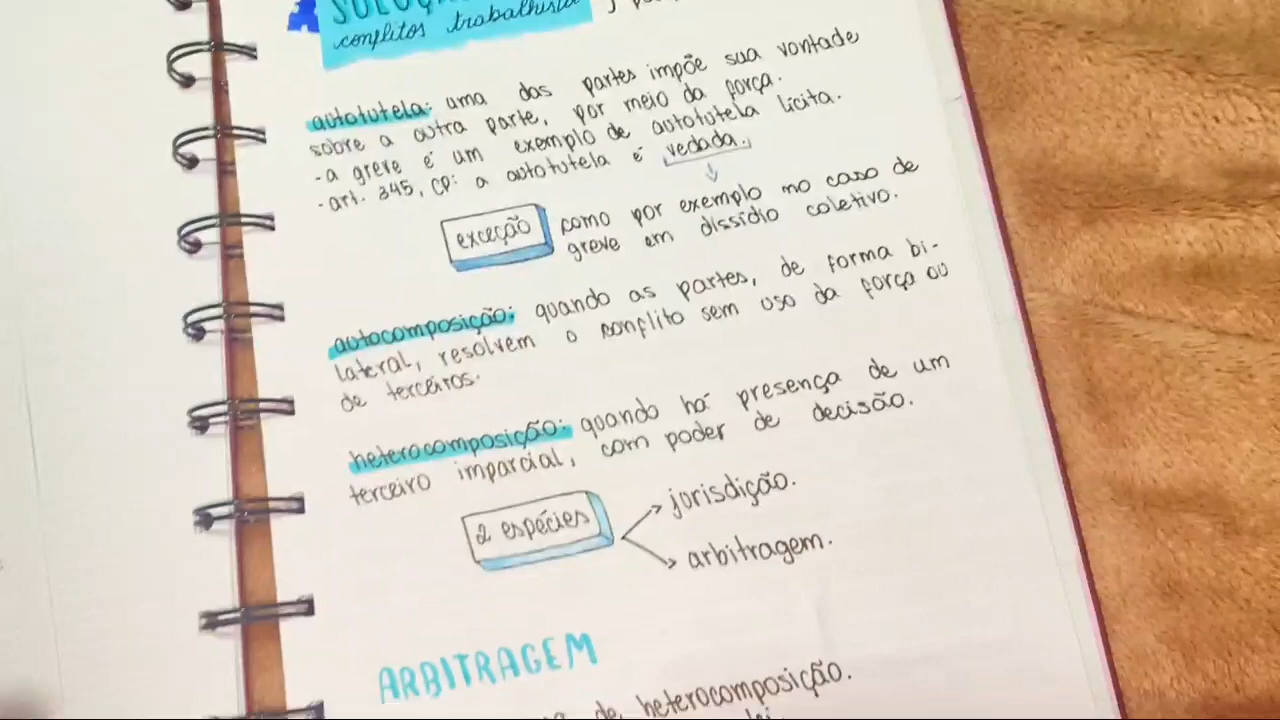 conflitos trabalhista
autotutela: uma das partes impõe sua vontade
sobre a outra parte, por meio da força.
-a greve é um exemplo de autotutela lícita.
-art. 345, CP: a autotutela é vedada.
exceção
como por exemplo no caso de
greve em dissídio coletivo.
autocomposição: quando as partes, de forma bi-
lateral, resolvem o conflito sem uso da força ou
de terceiros.
heterocomposição: quando há presença de um
terceiro imparcial, com poder de decisão.
2 espécies
jurisdição.
arbitragem.
ARBITRAGEM
de heterocomposição.